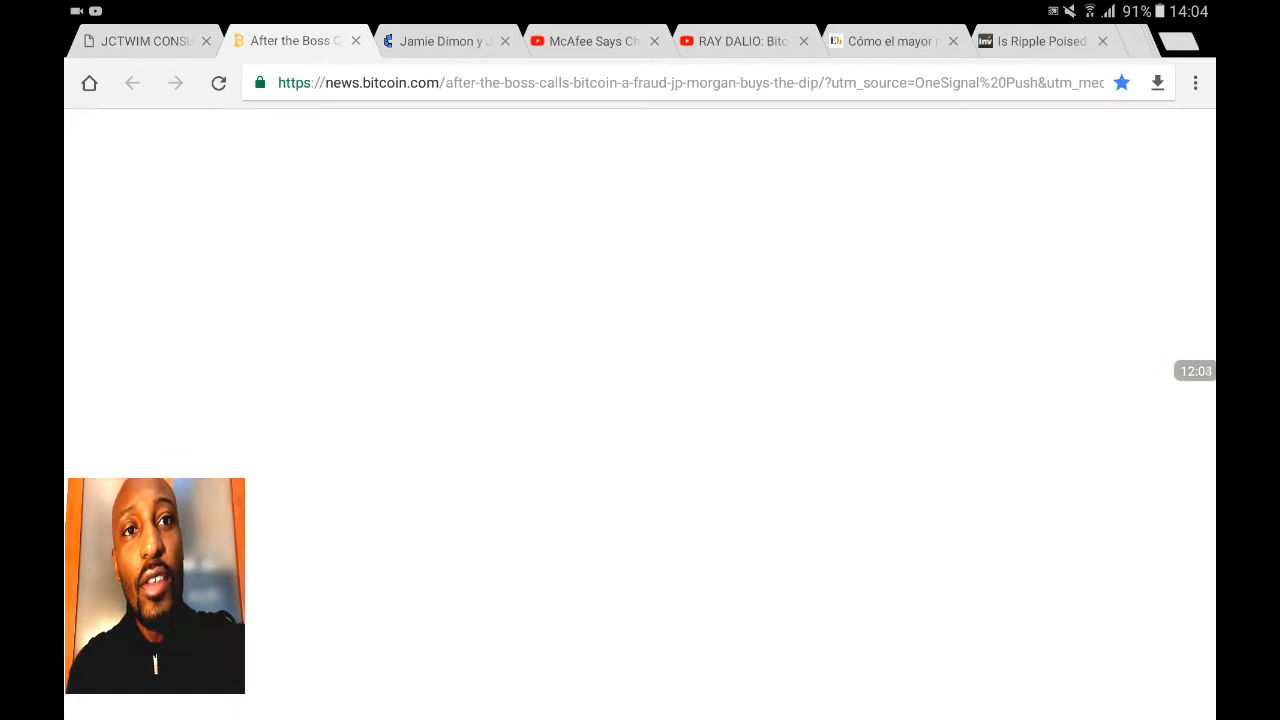 91% 14:04
JCTWIM CONSU
After the Boss C
Jamie Dimon y J
McAfee Says Ch
RAY DALIO: Bitc
Cómo el mayor r
Inv Is Ripple Poised
https://news.bitcoin.com/after-the-boss-calls-bitcoin-a-fraud-jp-morgan-buys-the-dip/?utm_source=OneSignal%20Push&utm_mec